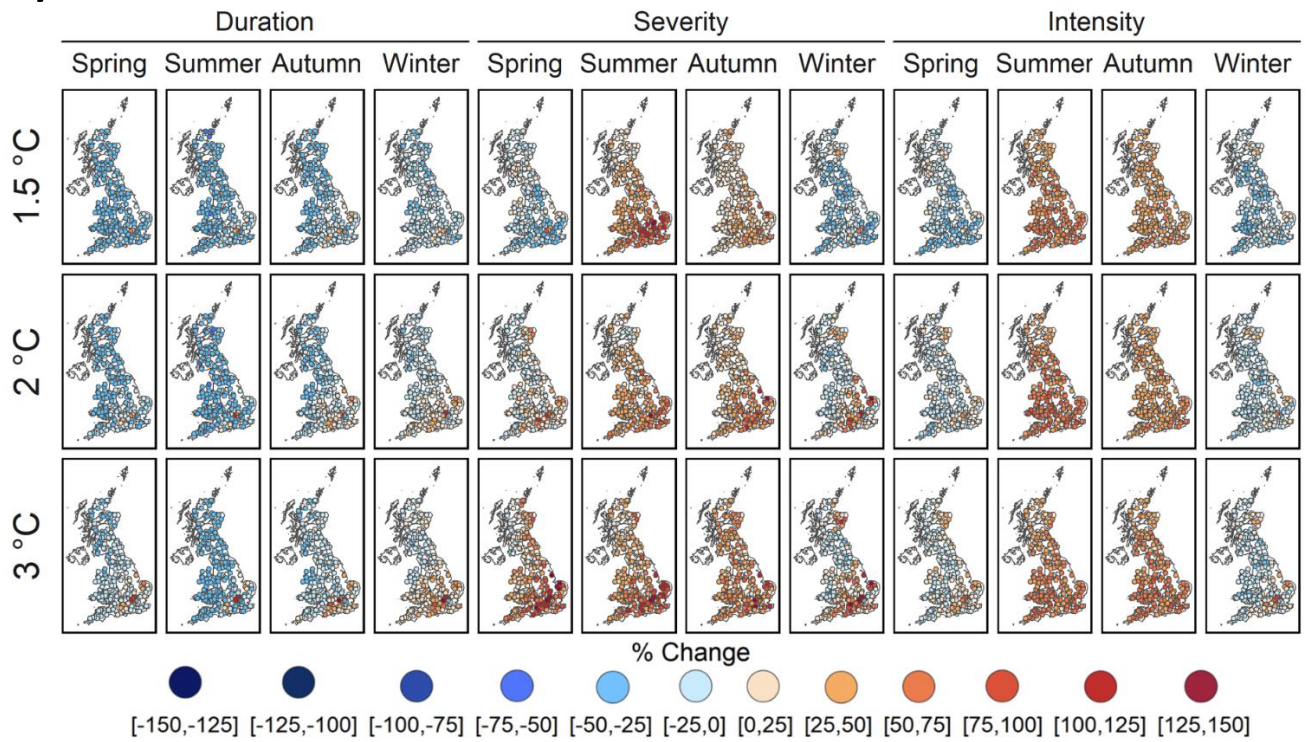 Duration Severity Intensity
Spring Summer Autumn Winter Spring Summer Autumn Winter Spring Summer Autumn Winter
1.5 °C
2 °C
3 °C
% Change
[-150,-125] [-125,-100] [-100,-75] [-75,-50] [-50,-25] [-25,0] [0,25] [25,50] [50,75] [75,100] [100,125] [125,150]